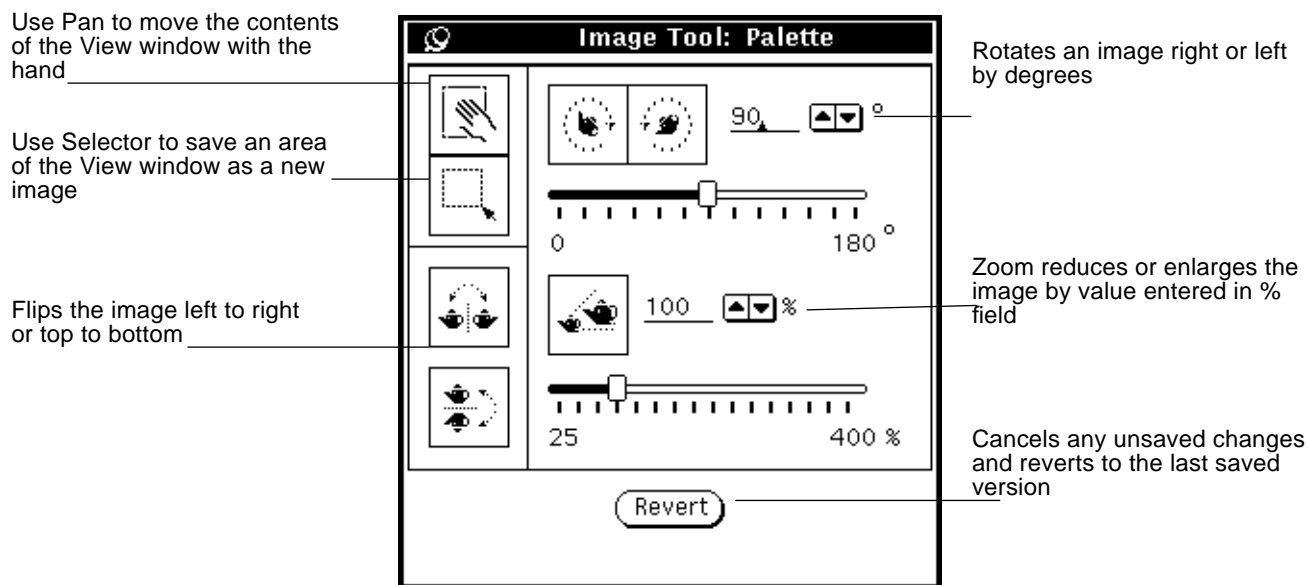 Use Pan to move the contents
of the View window with the
hand
Use Selector to save an area
of the View window as a new
image
Flips the image left to right
or top to bottom
Image Tool: Palette
90 °
0 180 °
100 %
25 400 %
Revert
Rotates an image right or left
by degrees
Zoom reduces or enlarges the
image by value entered in %
field
Cancels any unsaved changes
and reverts to the last saved
version